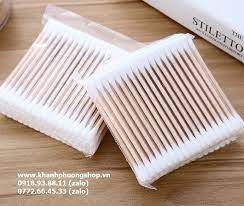 STILETTO
www.khanhphuongshop.vn
0918.93.88.11 (zalo)
0772.66.45.33 (zalo)